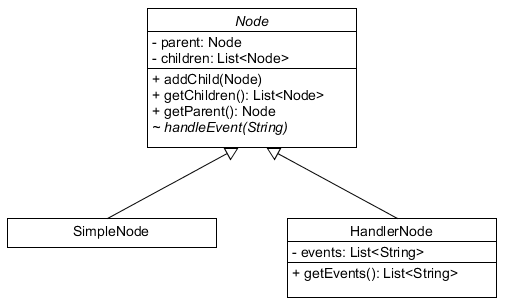 Node
- parent: Node
- children: List<Node>
+ addChild(Node)
+ getChildren(): List<Node>
+ getParent(): Node
~ handleEvent(String)
SimpleNode
HandlerNode
- events: List<String>
+ getEvents(): List<String>